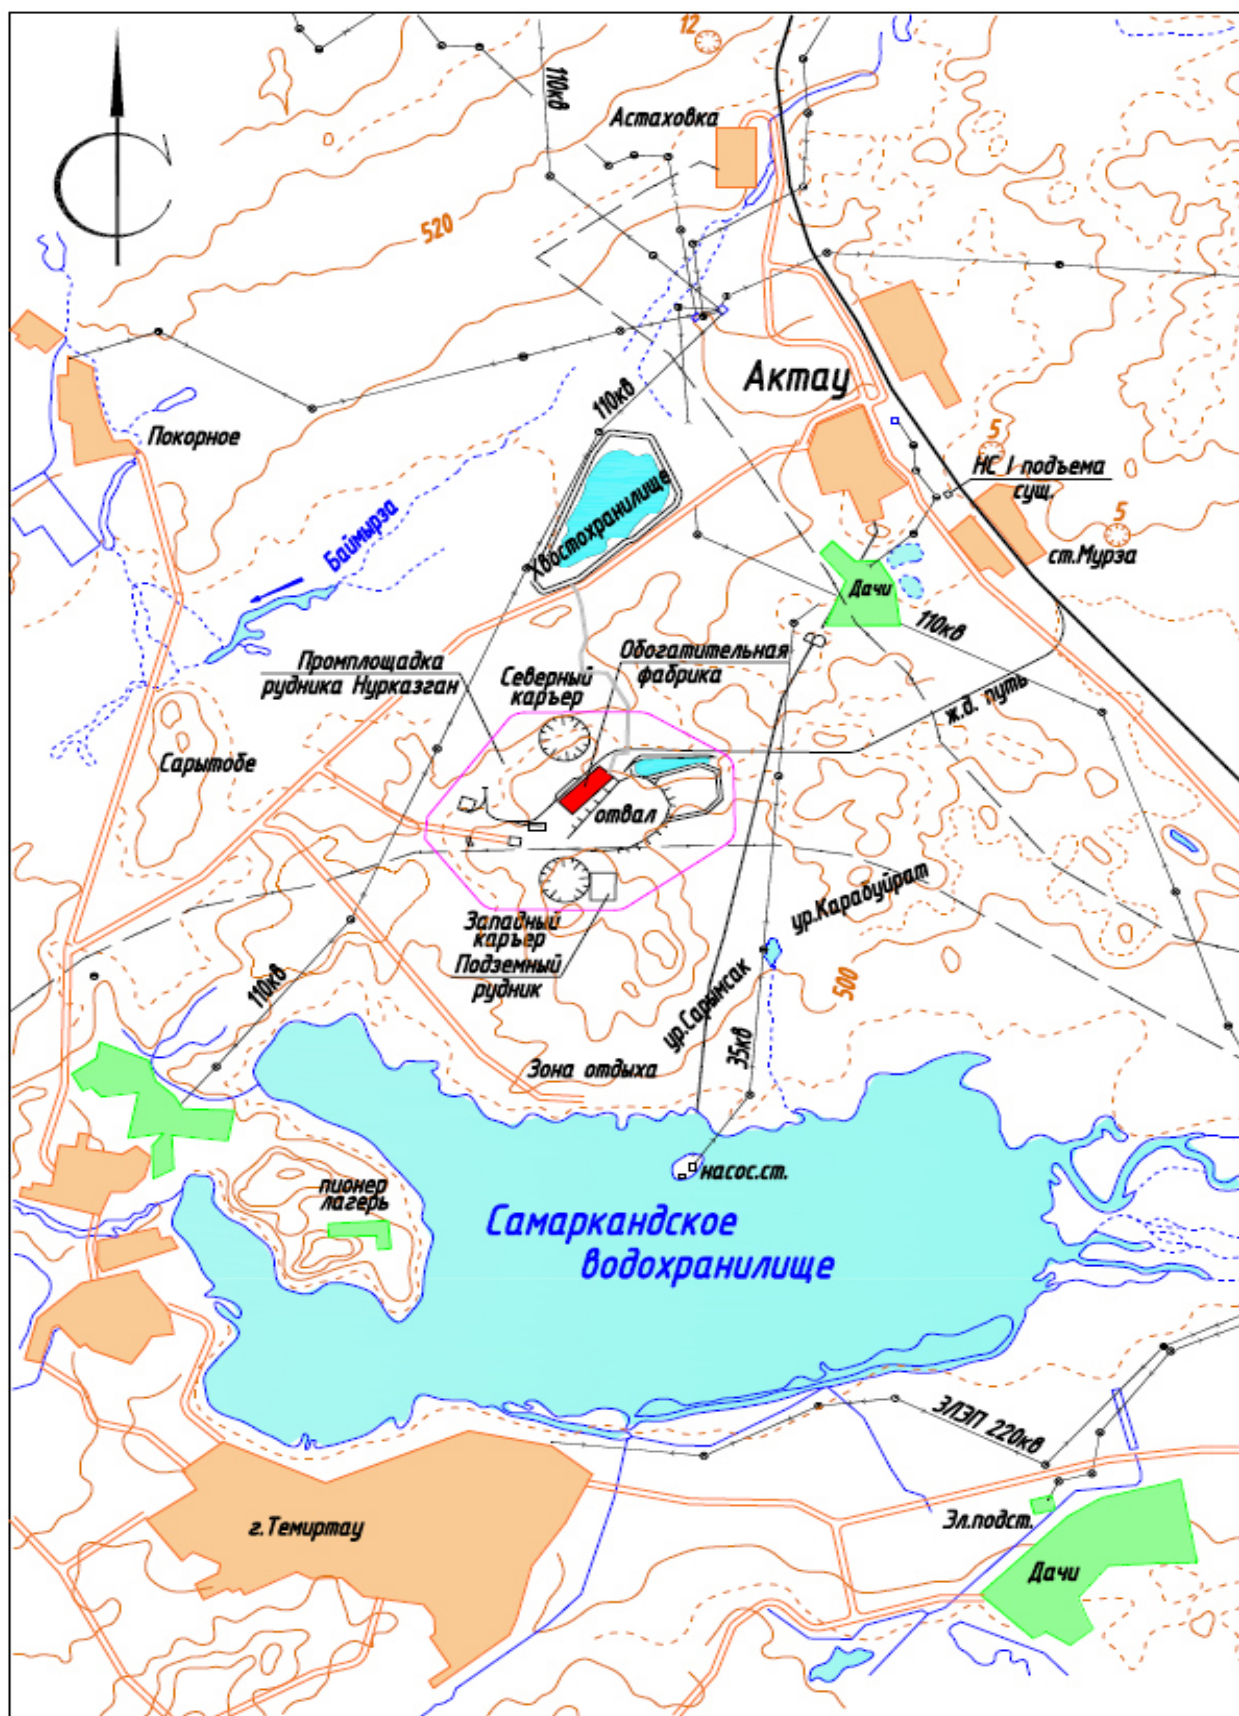 12
110кв
Астаховка
520
Актау
110кв
Покорное
5
НС I подъема
сущ.
Хвостохранилище
Баймырза
5
ст.Мурза
Дачи
110кв
Обогатительная
фабрика
Промплощадка
рудника Нурказган
Северный
карьер
ж.д. путь
Сарытобе
отвал
ур.Карабуйрат
Западный
карьер
Подземный
рудник
110кв
500
ур.Сарымсак
35кв
Зона отдыха
насос.ст.
пионер
лагерь
Самаркандское
водохранилище
ЗЛЭП 220кв
г.Темиртау
Эл.подст.
Дачи